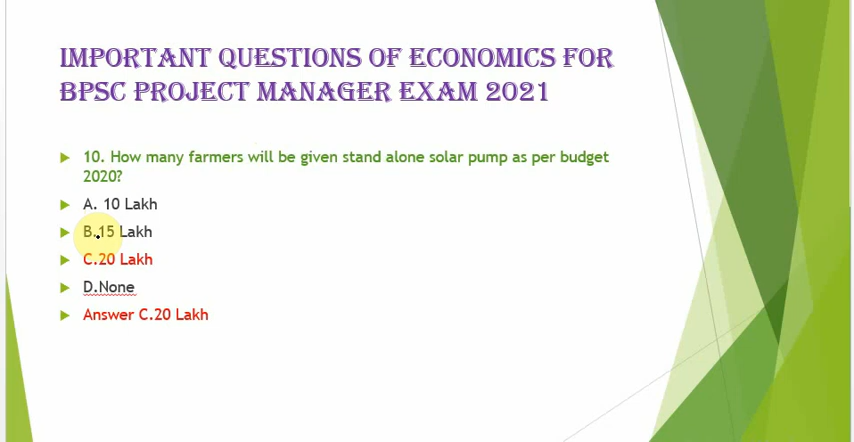 IMPORTANT QUESTIONS OF ECONOMICS FOR
BPSC PROJECT MANAGER EXAM 2021
10. How many farmers will be given stand alone solar pump as per budget
2020?
A. 10 Lakh
B.15 Lakh
C.20 Lakh
D.None
Answer C.20 Lakh